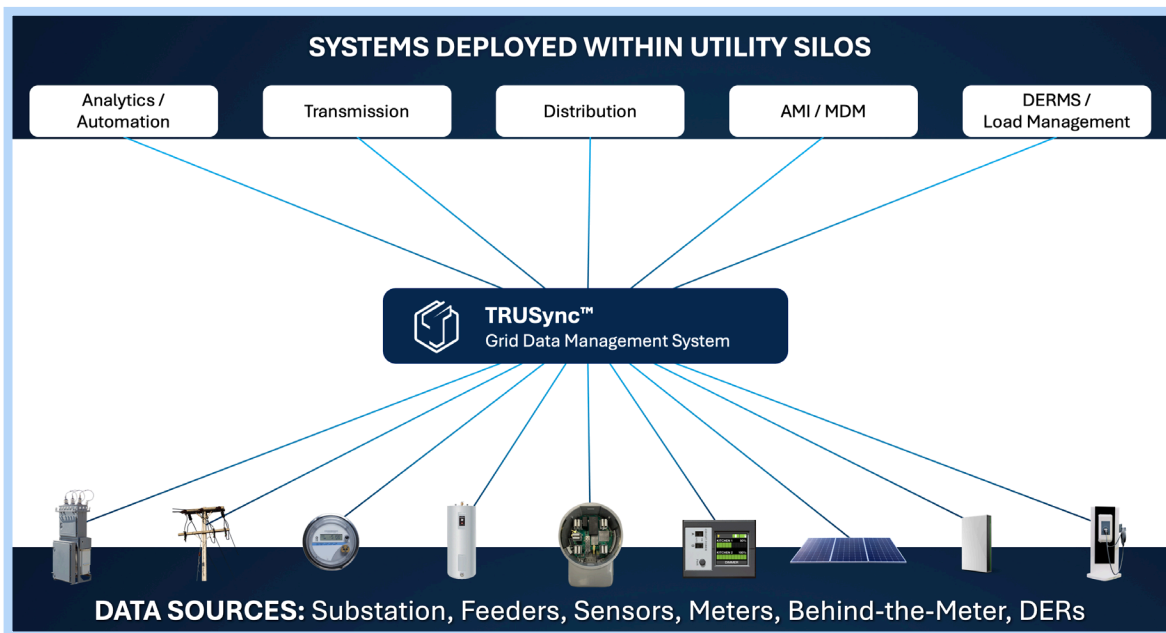 SYSTEMS DEPLOYED WITHIN UTILITY SILOS
Analytics /
Automation
Transmission
Distribution
AMI / MDM
DERMS /
Load Management
TRUSync™
Grid Data Management System
DATA SOURCES: Substation, Feeders, Sensors, Meters, Behind-the-Meter, DERs